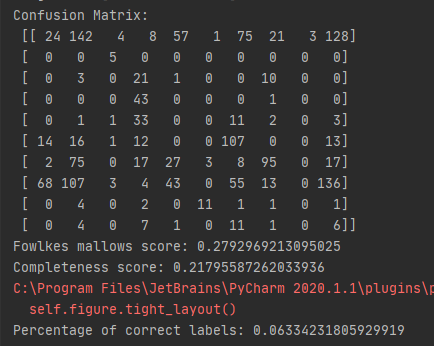 Confusion Matrix:
[[ 24 142   4   8  57   1  75  21   3 128]
[  0   0   5   0   0   0   0   0   0   0]
[  0   3   0  21   1   0   0  10   0   0]
[  0   0   0  43   0   0   0   1   0   0]
[  0   1   1  33   0   0  11   2   0   3]
[ 14  16   1  12   0   0 107   0   0  13]
[  2  75   0  17  27   3   8  95   0  17]
[ 68 107   3   4  43   0  55  13   0 136]
[  0   4   0   2   0  11   1   1   0   1]
[  0   4   0   7   1   0  11   1   0   6]]
Fowlkes mallows score: 0.2792969213095025
Completeness score: 0.21795587262033936
C:\Program Files\JetBrains\PyCharm 2020.1.1\plugins\p
self.figure.tight_layout()
Percentage of correct labels: 0.06334231805929919